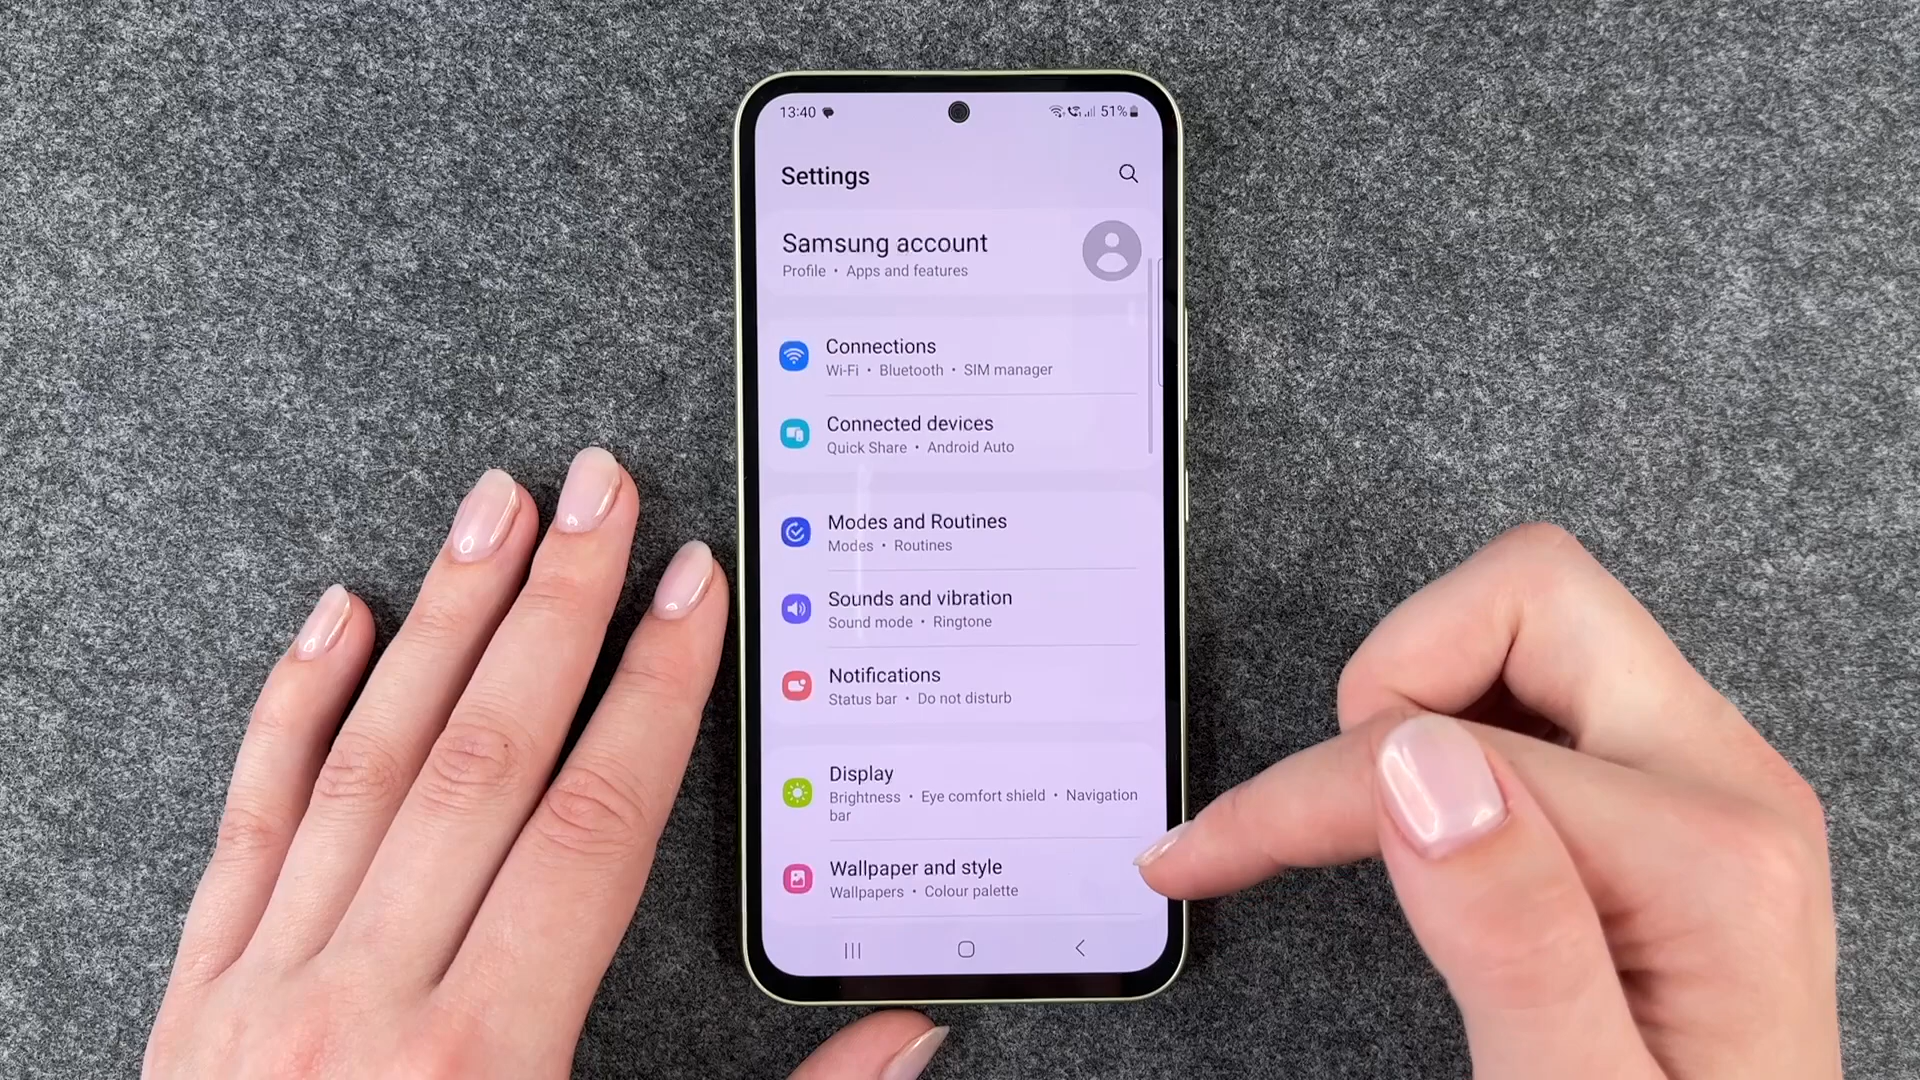 13:40 51%
Settings
Samsung account
Profile • Apps and features
Connections
Wi-Fi • Bluetooth • SIM manager
Connected devices
Quick Share • Android Auto
Modes and Routines
Modes • Routines
Sounds and vibration
Sound mode • Ringtone
Notifications
Status bar • Do not disturb
Display
Brightness • Eye comfort shield • Navigation
bar
Wallpaper and style
Wallpapers • Colour palette